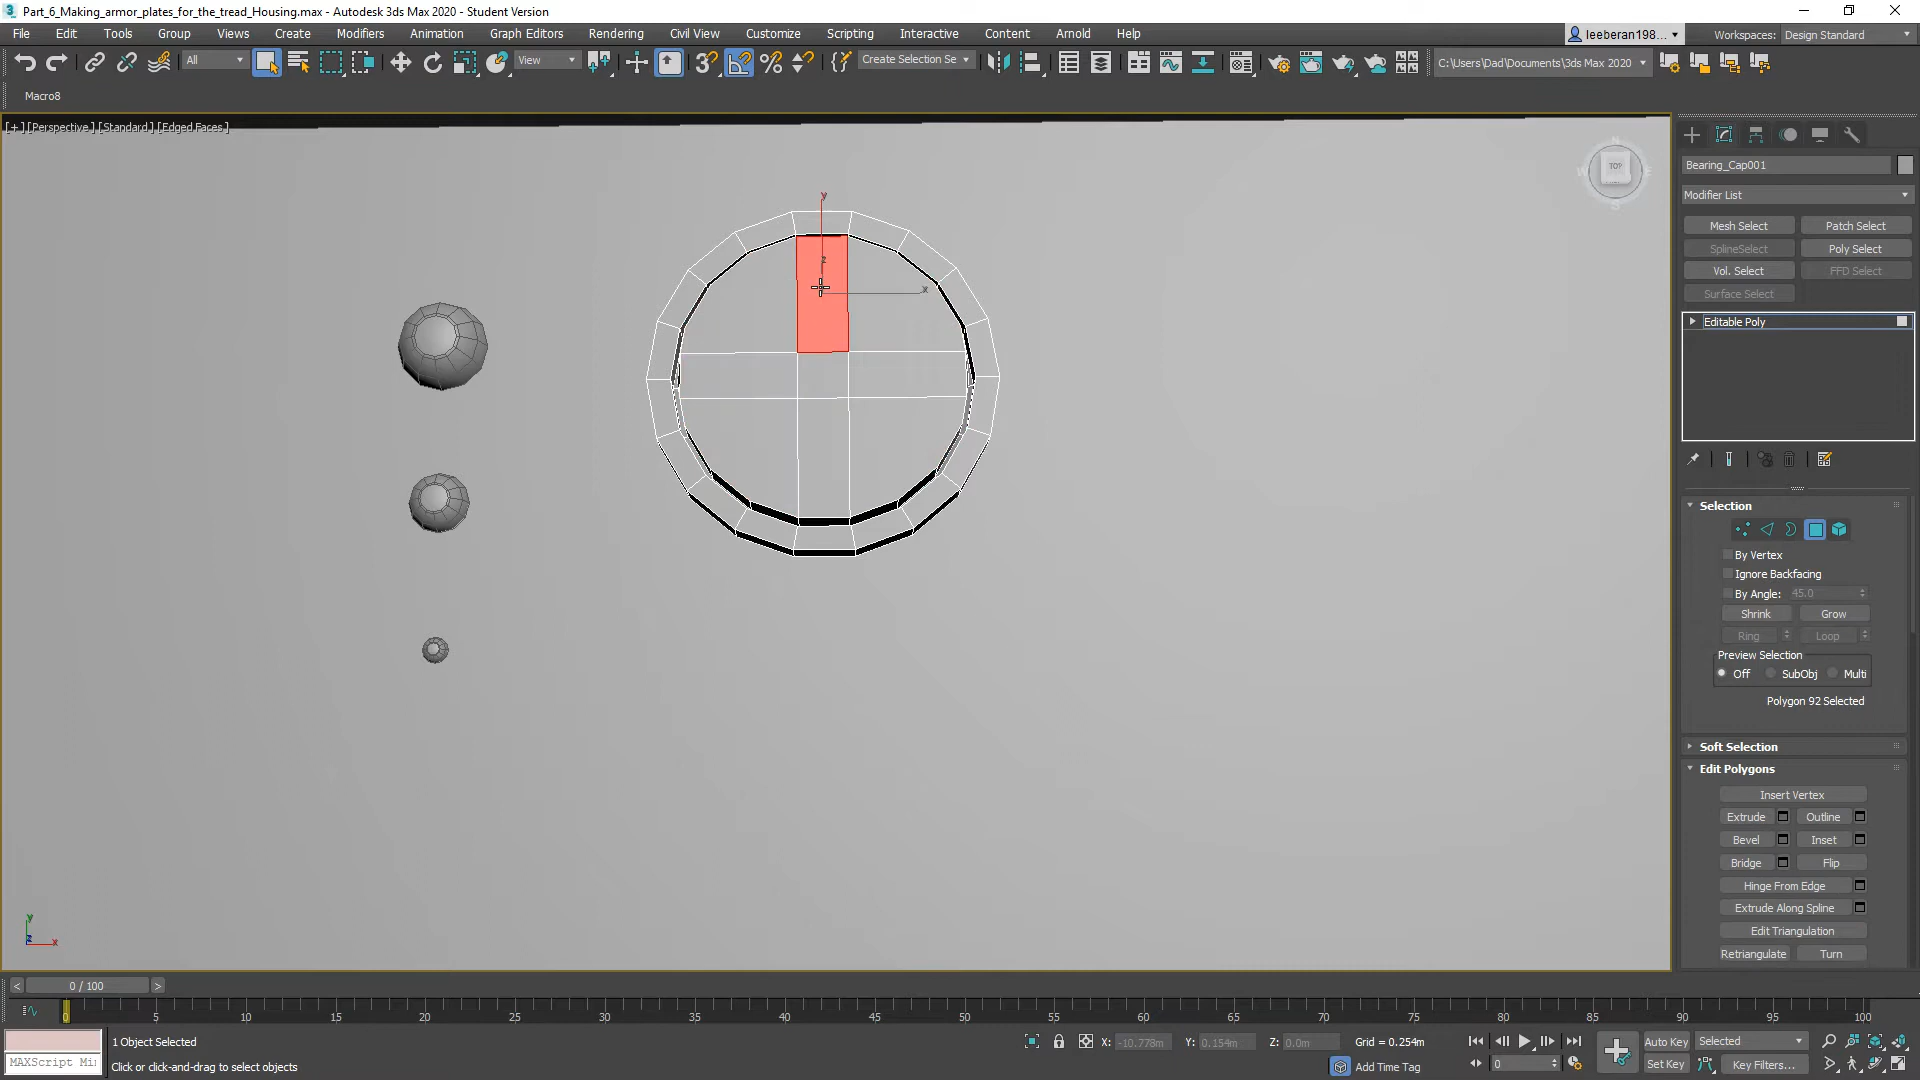 Part_6_Making_armor_plates_for_the_tread_Housing.max - Autodesk 3ds Max 2020 - Student Version
File Edit Tools Group Views Create Modifiers Animation Graph Editors Rendering Civil View Customize Scripting Interactive Content Arnold Help leeberan198... Workspaces: Design Standard
All View Create Selection Se C:\Users\Dad\Documents\3ds Max 2020
Macro8
[+] [Perspective] [Standard] [Edged Faces]
TOP
Bearing_Cap001
Modifier List
Mesh Select Patch Select
SplineSelect Poly Select
Vol. Select FFD Select
Surface Select
Editable Poly
Selection
By Vertex
Ignore Backfacing
By Angle: 45.0
Shrink Grow
Ring Loop
Preview Selection
Off SubObj Multi
Polygon 92 Selected
Soft Selection
Edit Polygons
Insert Vertex
Extrude Outline
Bevel Inset
Bridge Flip
Hinge From Edge
Extrude Along Spline
Edit Triangulation
Retriangulate Turn
y
z
x
y
z
x
< 0 / 100 >
0 5 10 15 20 25 30 35 40 45 50 55 60 65 70 75 80 85 90 95 100
1 Object Selected X: -10.778m Y: 0.154m Z: 0.0m Grid = 0.254m Auto Key Selected
MAXScript Mi Click or click-and-drag to select objects Add Time Tag 0 Set Key Key Filters...